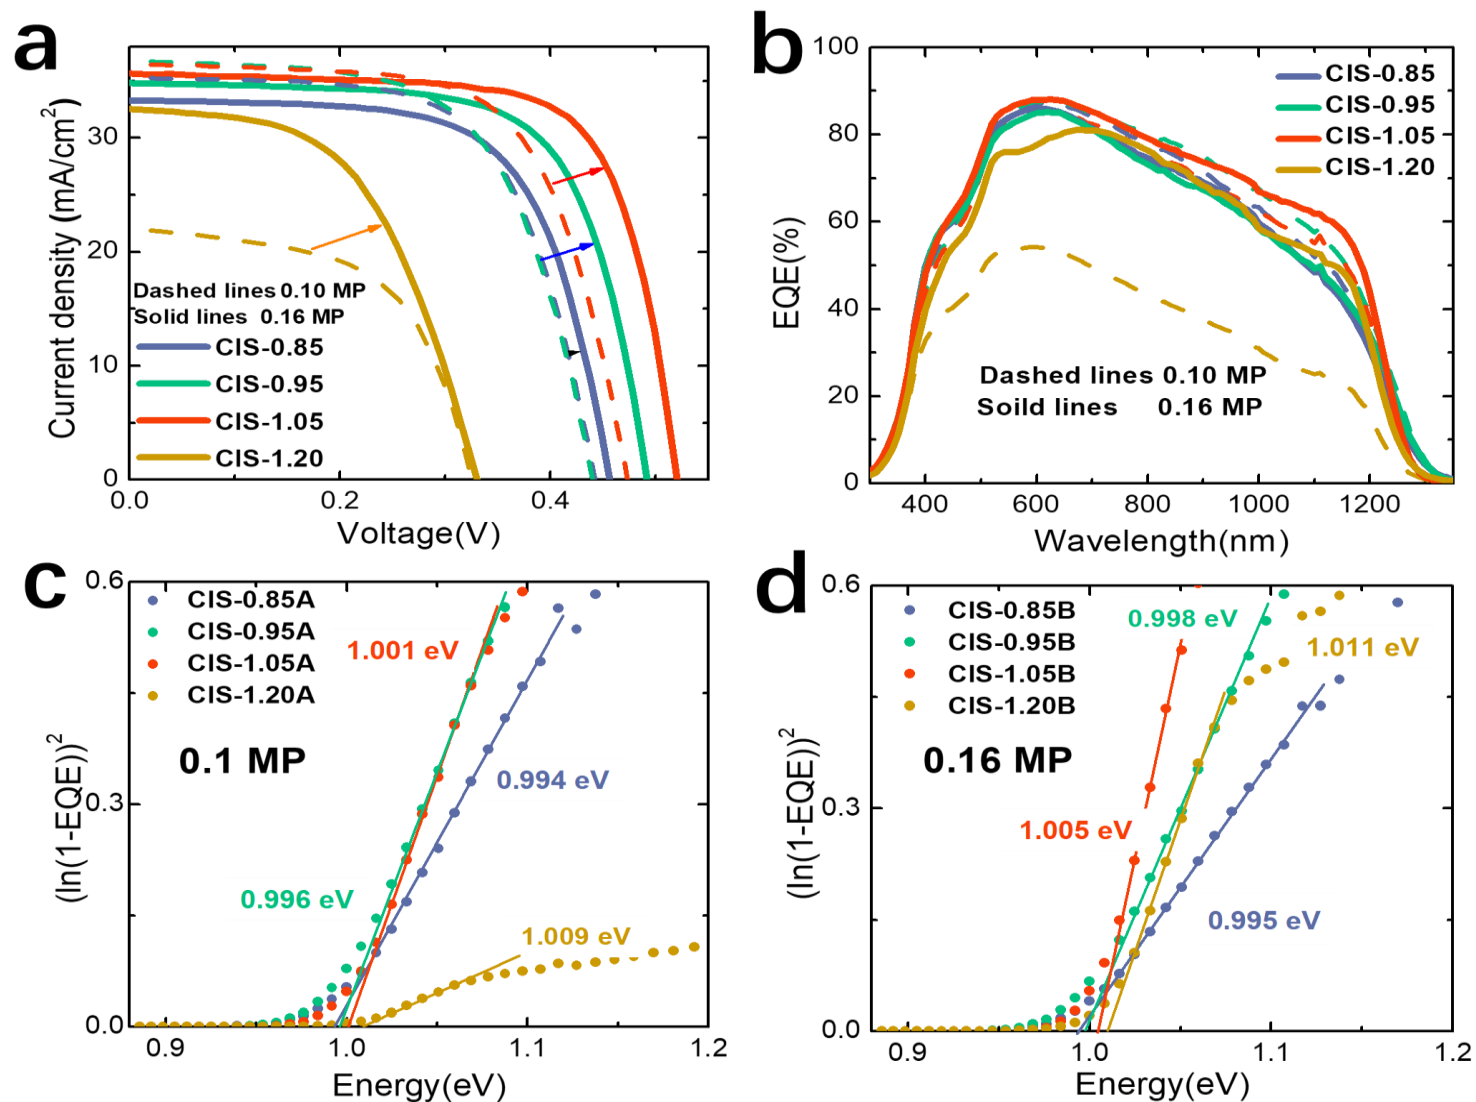 a
Current density (mA/cm2)
30
20
10
0
0.0
0.2
0.4
Voltage(V)
Dashed lines 0.10 MP
Solid lines 0.16 MP
CIS-0.85
CIS-0.95
CIS-1.05
CIS-1.20
b
EQE(%)
100
80
60
40
20
0
400
600
800
1000
1200
Wavelength(nm)
CIS-0.85
CIS-0.95
CIS-1.05
CIS-1.20
Dashed lines 0.10 MP
Soild lines 0.16 MP
c
(ln(1-EQE))2
0.6
0.3
0.0
0.9
1.0
1.1
1.2
Energy(eV)
CIS-0.85A
CIS-0.95A
CIS-1.05A
CIS-1.20A
0.1 MP
1.001 eV
0.994 eV
0.996 eV
1.009 eV
d
(ln(1-EQE))2
0.6
0.3
0.0
0.9
1.0
1.1
1.2
Energy(eV)
CIS-0.85B
CIS-0.95B
CIS-1.05B
CIS-1.20B
0.16 MP
0.998 eV
1.011 eV
1.005 eV
0.995 eV